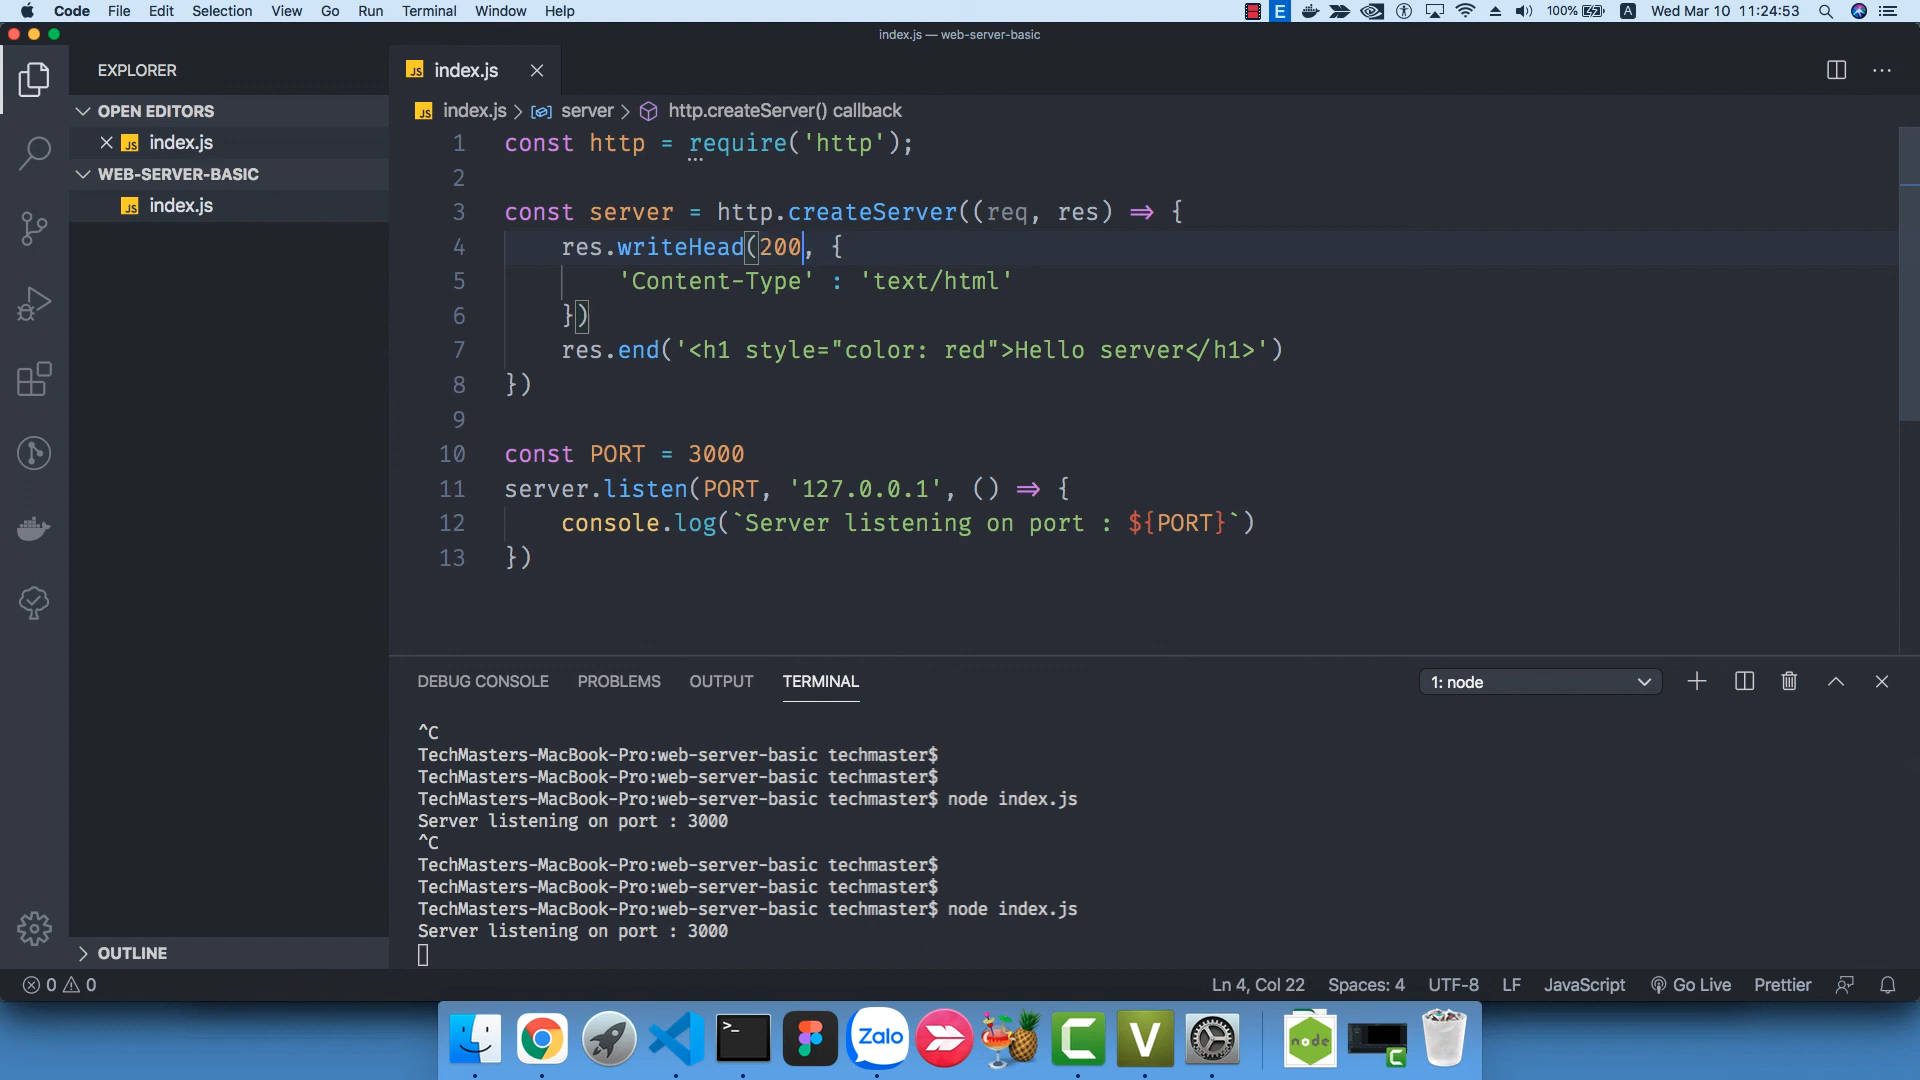 Code File Edit Selection View Go Run Terminal Window Help
E 100% A Wed Mar 10 11:24:53
index.js — web-server-basic
EXPLORER
OPEN EDITORS
JS index.js
WEB-SERVER-BASIC
JS index.js
OUTLINE
JS index.js
JS index.js > server > http.createServer() callback
1 const http = require('http');
2
3 const server = http.createServer((req, res) => {
4 res.writeHead(200, {
5 'Content-Type' : 'text/html'
6 })
7 res.end('<h1 style="color: red">Hello server</h1>')
8 })
9
10 const PORT = 3000
11 server.listen(PORT, '127.0.0.1', () => {
12 console.log(`Server listening on port : ${PORT}`)
13 })
DEBUG CONSOLE PROBLEMS OUTPUT TERMINAL 1: node
^C
TechMasters-MacBook-Pro:web-server-basic techmaster$
TechMasters-MacBook-Pro:web-server-basic techmaster$
TechMasters-MacBook-Pro:web-server-basic techmaster$ node index.js
Server listening on port : 3000
^C
TechMasters-MacBook-Pro:web-server-basic techmaster$
TechMasters-MacBook-Pro:web-server-basic techmaster$
TechMasters-MacBook-Pro:web-server-basic techmaster$ node index.js
Server listening on port : 3000
0 0 Ln 4, Col 22 Spaces: 4 UTF-8 LF JavaScript Go Live Prettier
>_ Zalo C V node C